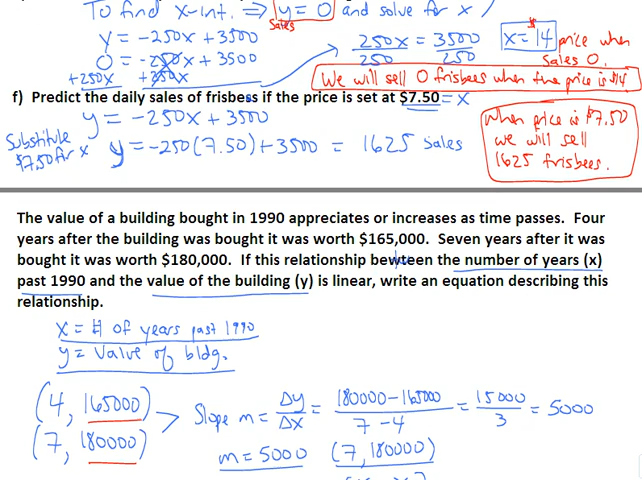 To find x-int. ⇒ y = 0 and solve for x
Sales
y = -250x + 3500
0 = -250x + 3500
+250x +250x
250x = 3500
250 250
x = $14 price when
Sales 0.
We will sell 0 frisbees when the price is $14
f) Predict the daily sales of frisbess if the price is set at $7.50 = x
y = -250x + 3500
Substitute
$7.50 for x
y = -250(7.50) + 3500 = 1625 sales
When price is $7.50
we will sell
1625 frisbees.
The value of a building bought in 1990 appreciates or increases as time passes. Four
years after the building was bought it was worth $165,000. Seven years after it was
bought it was worth $180,000. If this relationship between the number of years (x)
past 1990 and the value of the building (y) is linear, write an equation describing this
relationship.
x = # of years past 1990
y = Value of bldg.
(4, 165000)
(7, 180000)
> Slope m = Δy/Δx = 180000-165000/7-4 = 15000/3 = 5000
m = 5000 (7, 180000)